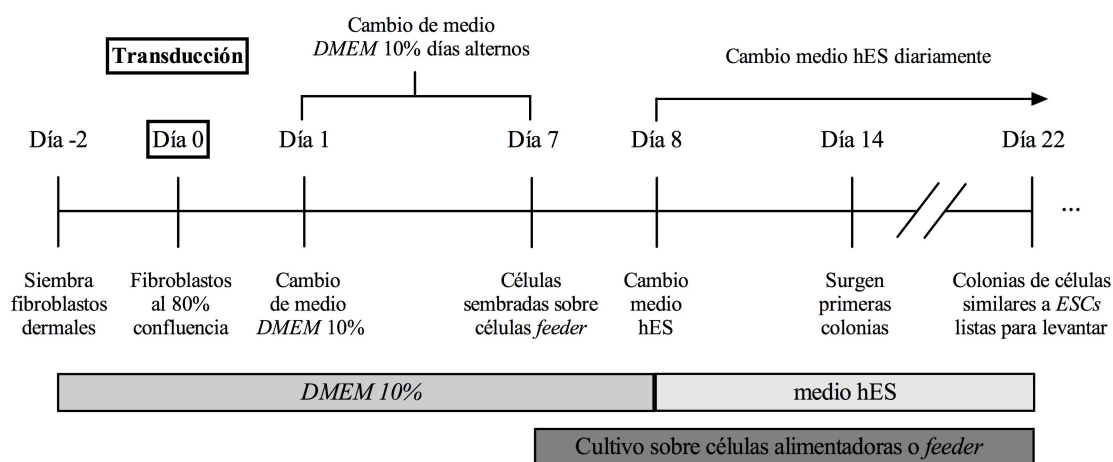 Cambio de medio
DMEM 10% días alternos
Transducción
Cambio medio hES diariamente
Día -2
Día 0
Día 1
Día 7
Día 8
Día 14
Día 22
...
Siembra
fibroblastos
dermales
Fibroblastos
al 80%
confluencia
Cambio
de medio
DMEM 10%
Células
sembradas sobre
células feeder
Cambio
medio
hES
Surgen
primeras
colonias
Colonias de células
similares a ESCs
listas para levantar
DMEM 10%
medio hES
Cultivo sobre células alimentadoras o feeder